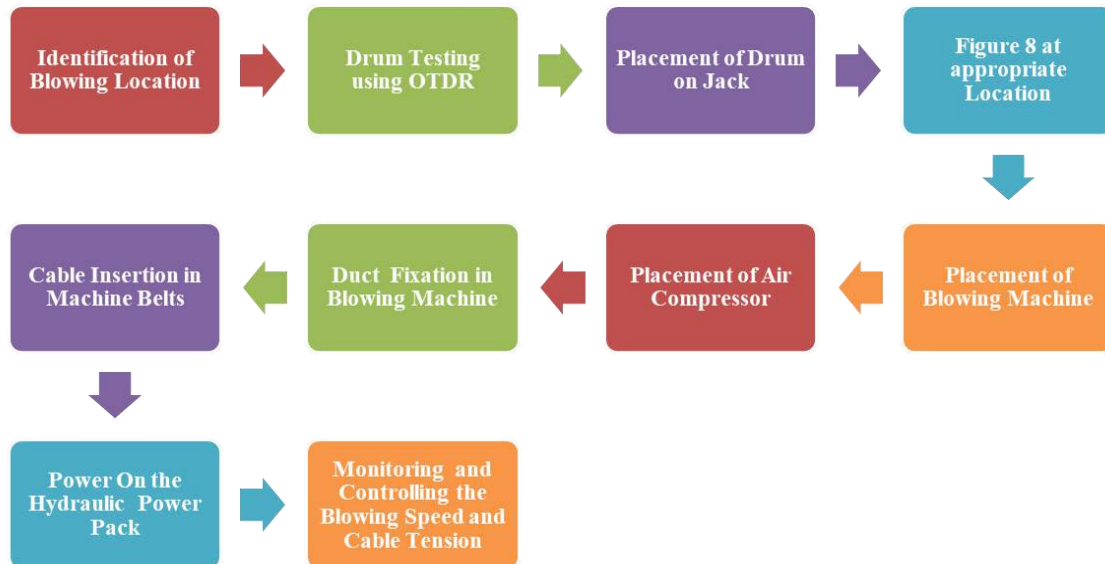 Identification of
Blowing Location
Drum Testing
using OTDR
Placement of Drum
on Jack
Figure 8 at
appropriate
Location
Placement of
Blowing Machine
Placement of Air
Compressor
Duct Fixation in
Blowing Machine
Cable Insertion in
Machine Belts
Power On the
Hydraulic Power
Pack
Monitoring and
Controlling the
Blowing Speed and
Cable Tension